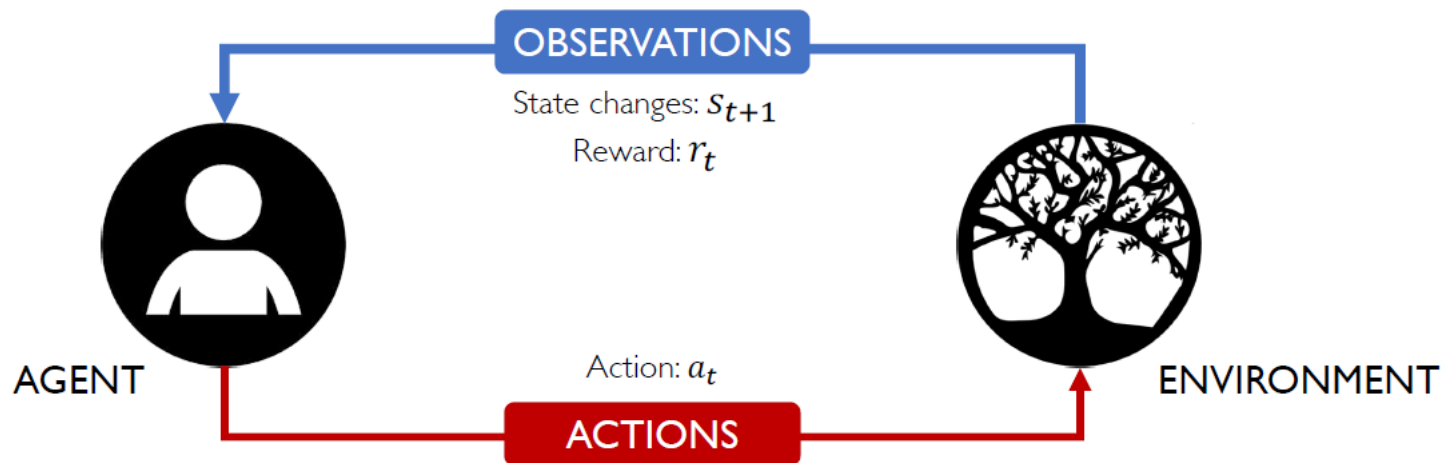 OBSERVATIONS
State changes: s_{t+1}
Reward: r_t
AGENT
Action: a_t
ENVIRONMENT
ACTIONS